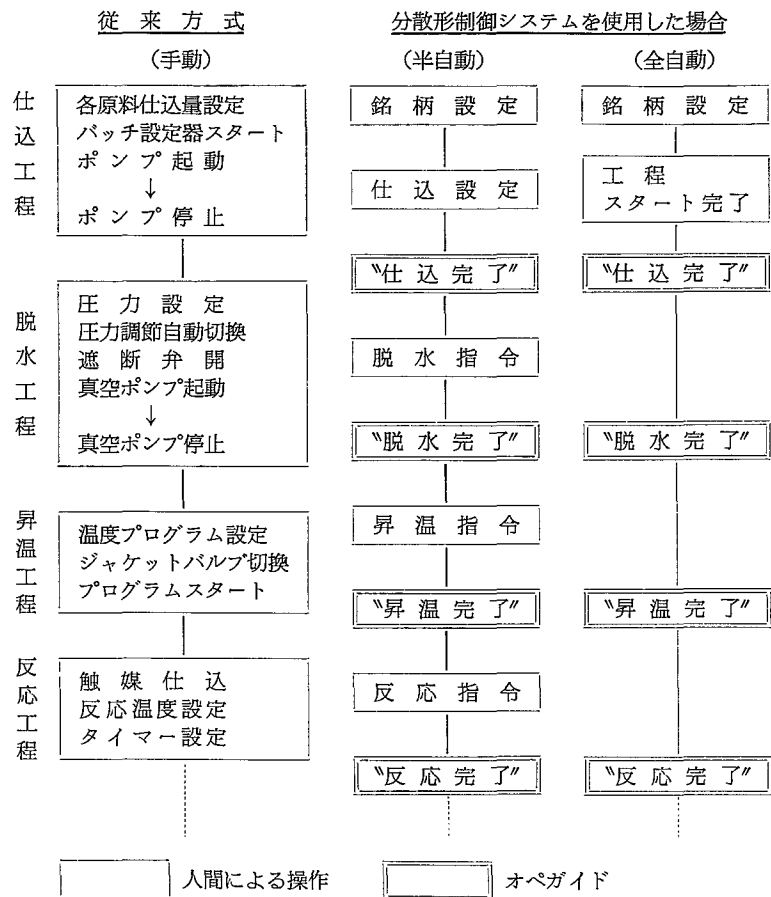 従来方式
分散形制御システムを使用した場合
(手動)
(半自動)
(全自動)
仕込工程
各原料仕込量設定
バッチ設定器スタート
ポンプ起動
↓
ポンプ停止
銘柄設定
仕込設定
"仕込完了"
銘柄設定
工程
スタート完了
"仕込完了"
脱水工程
圧力設定
圧力調節自動切換
遮断弁開
真空ポンプ起動
↓
真空ポンプ停止
脱水指令
"脱水完了"
"脱水完了"
昇温工程
温度プログラム設定
ジャケットバルブ切換
プログラムスタート
昇温指令
"昇温完了"
"昇温完了"
反応工程
触媒仕込
反応温度設定
タイマー設定
反応指令
"反応完了"
"反応完了"
人間による操作
オペガイド